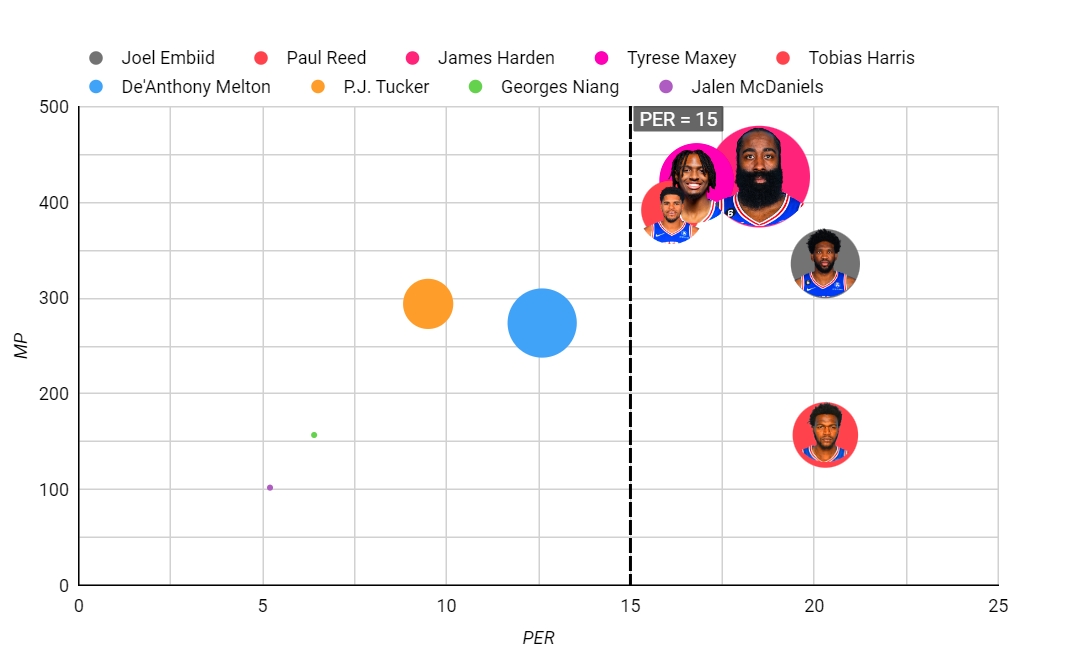 Joel Embiid Paul Reed James Harden Tyrese Maxey Tobias Harris
De'Anthony Melton P.J. Tucker Georges Niang Jalen McDaniels
500
PER = 15
400
6
300
MP
200
100
0
0 5 10 15 20 25
PER